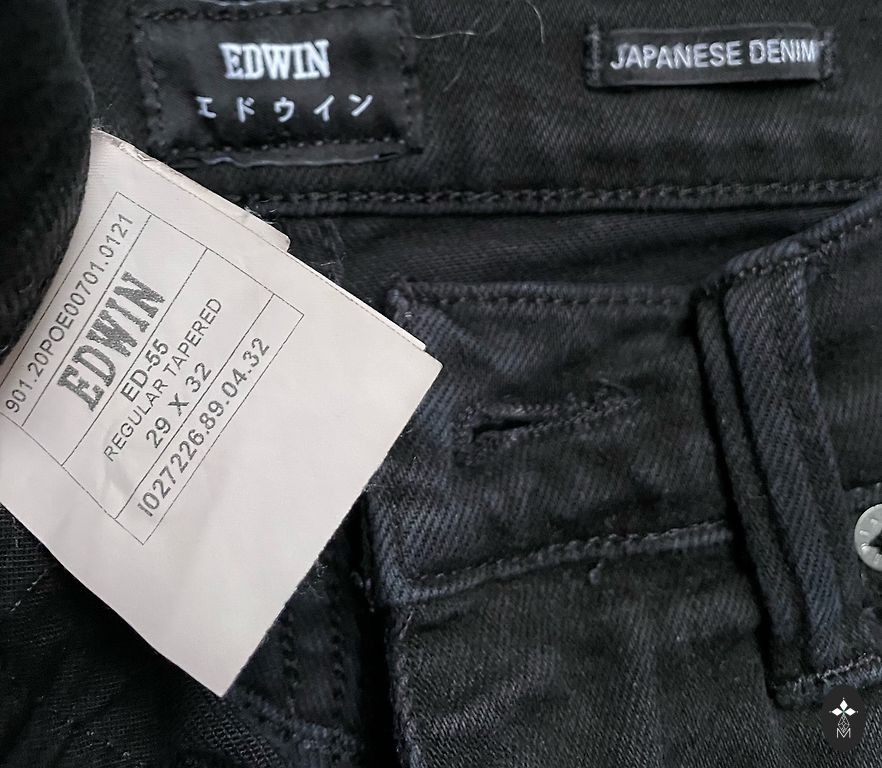 EDWIN
エドウイン
JAPANESE DENIM
901.20POE00701.0121
EDWIN
ED-55
REGULAR TAPERED
29 X 32
I027226.89.04.32
M